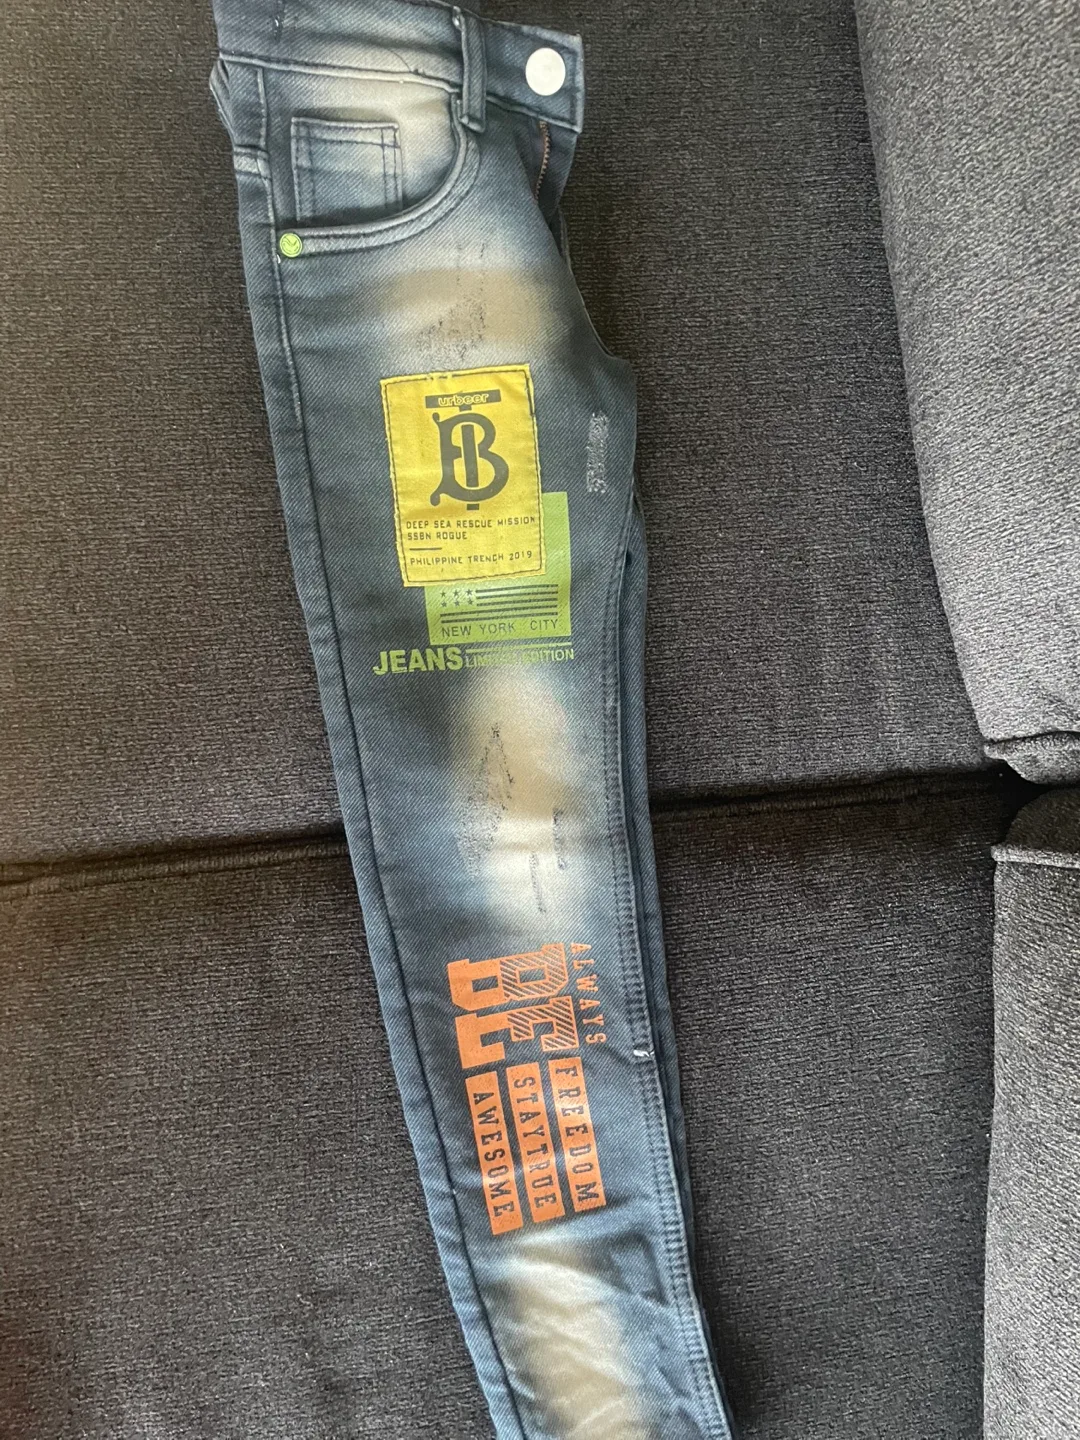 urbeer
TB
DEEP SEA RESCUE MISSION
SSBN ROGUE
PHILIPPINE TRENCH 2019
NEW YORK CITY
JEANS LIMITED EDITION
ALWAYS
FREEDOM
STAYTRUE
AWESOME